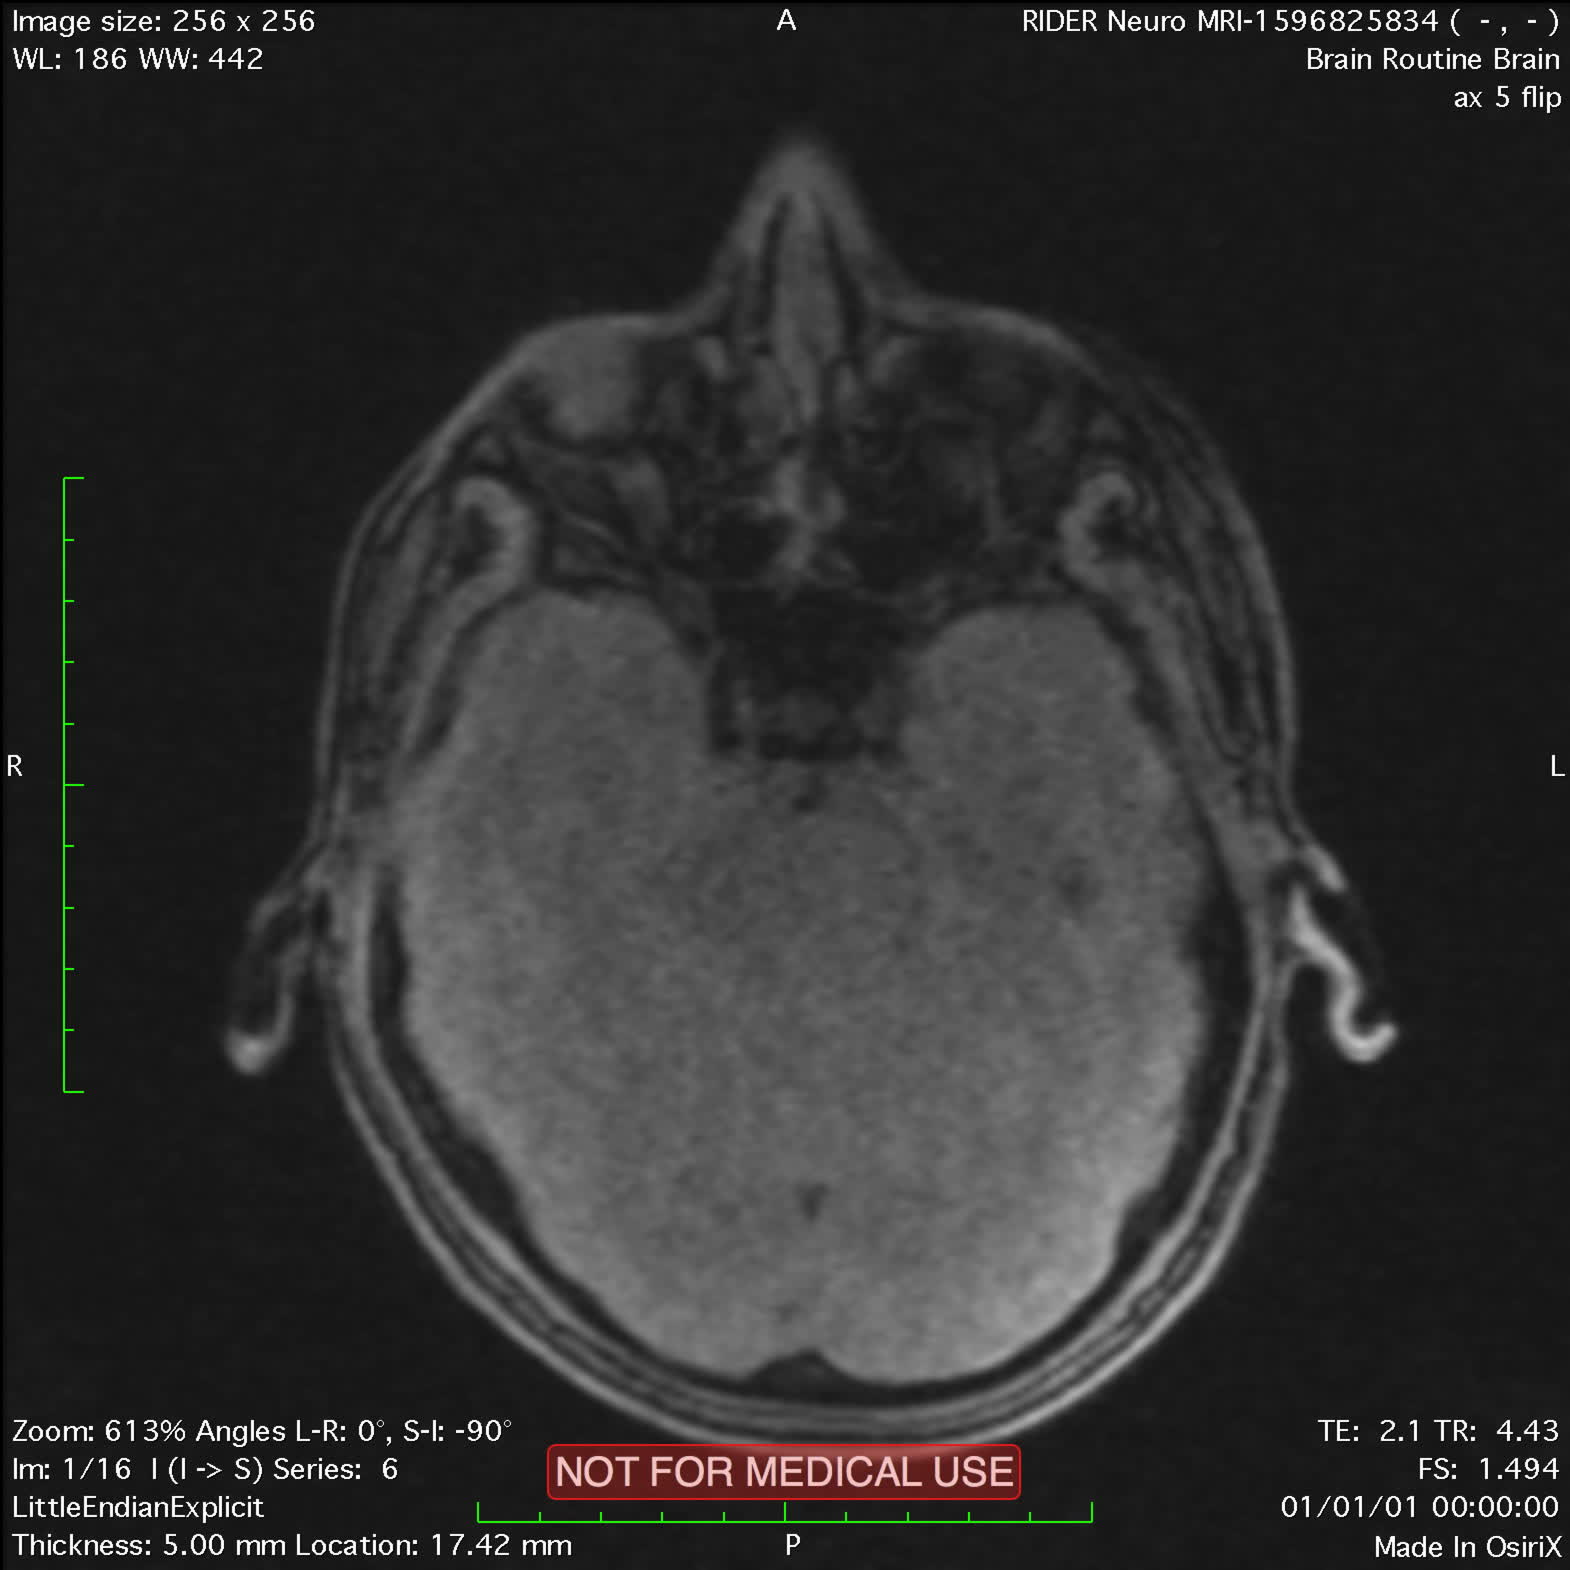 Image size: 256 x 256
WL: 186 WW: 442
A
RIDER Neuro MRI-1596825834 ( - , - )
Brain Routine Brain
ax 5 flip
R
L
Zoom: 613% Angles L-R: 0°, S-I: -90°
Im: 1/16 I (I -> S) Series: 6
LittleEndianExplicit
Thickness: 5.00 mm Location: 17.42 mm
NOT FOR MEDICAL USE
P
TE: 2.1 TR: 4.43
FS: 1.494
01/01/01 00:00:00
Made In OsiriX